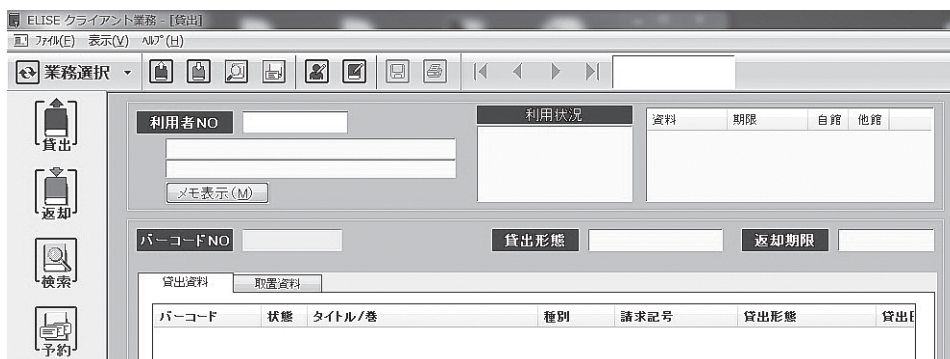 ELISE クライアント業務 - [貸出]
ﾌｧｲﾙ(F) 表示(V) ﾍﾙﾌﾟ(H)
業務選択
貸出
利用者NO
利用状況
資料 期限 自館 他館
メモ表示(M)
返却
バーコードNO
貸出形態
返却期限
検索
貸出資料 取置資料
バーコード 状態 タイトル/巻 種別 請求記号 貸出形態 貸出
予約